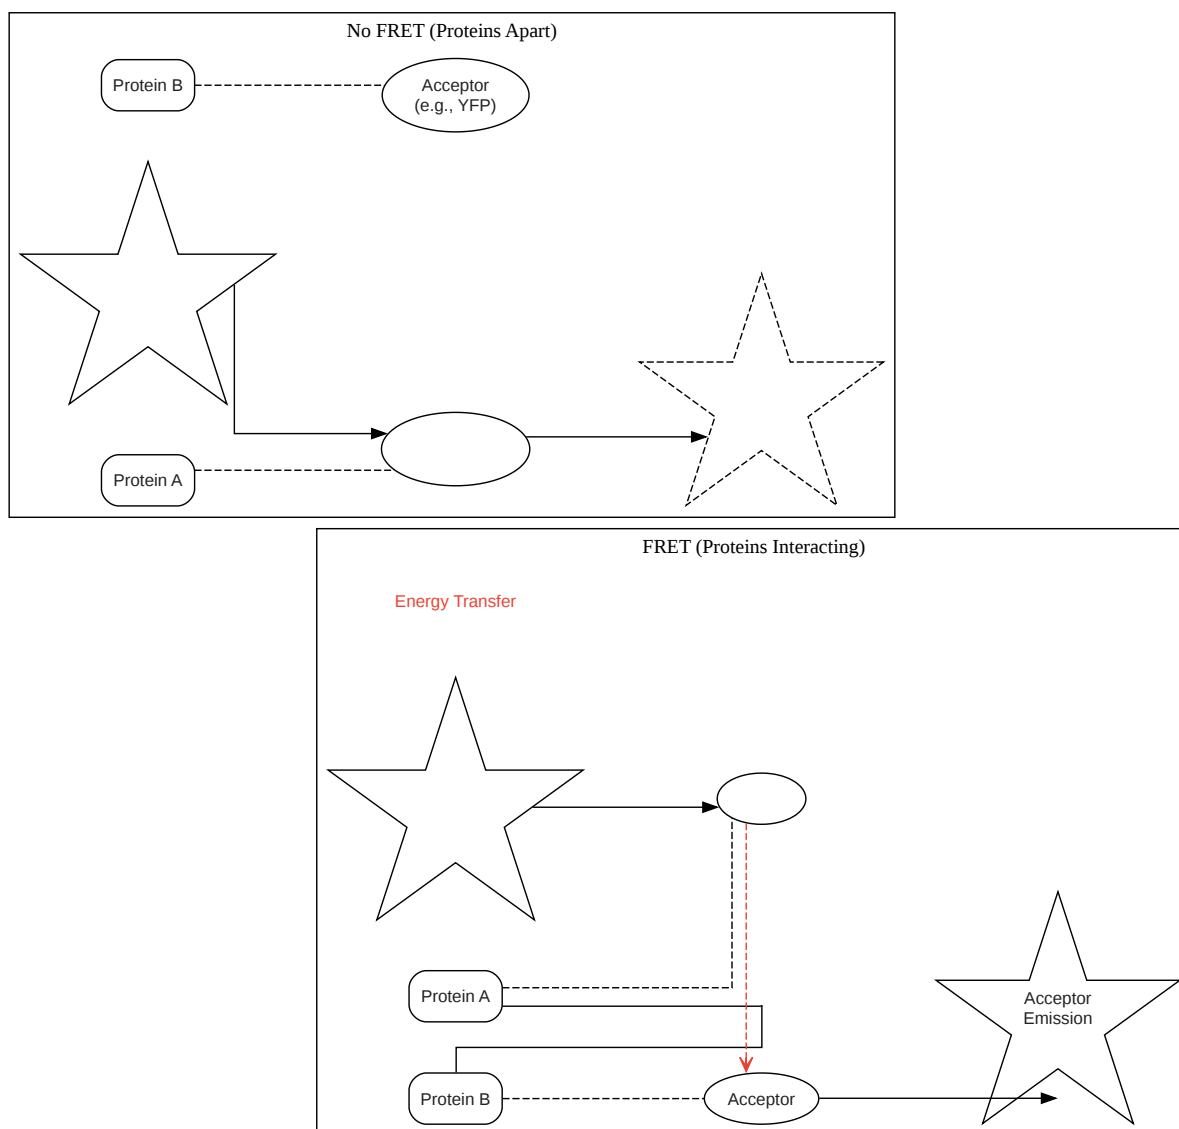 No FRET (Proteins Apart)
Protein B
Acceptor
(e.g., YFP)
Protein A
FRET (Proteins Interacting)
Energy Transfer
Protein A
Acceptor
Emission
Protein B
Acceptor